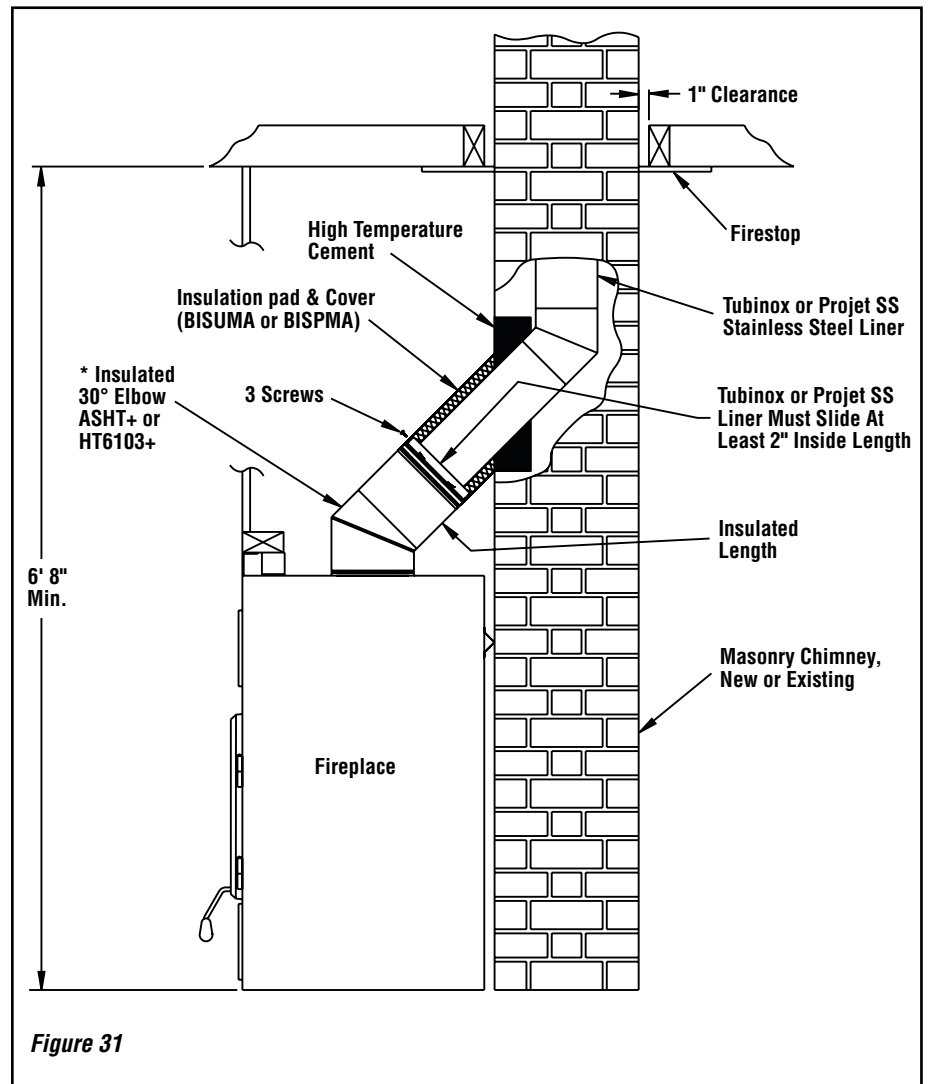 1" Clearance
Firestop
High Temperature
Cement
Insulation pad & Cover
(BISUMA or BISPMA)
Tubinox or Projet SS
Stainless Steel Liner
* Insulated
30° Elbow
ASHT+ or
HT6103+
3 Screws
Tubinox or Projet SS
Liner Must Slide At
Least 2" Inside Length
Insulated
Length
6' 8"
Min.
Masonry Chimney,
New or Existing
Fireplace
Figure 31